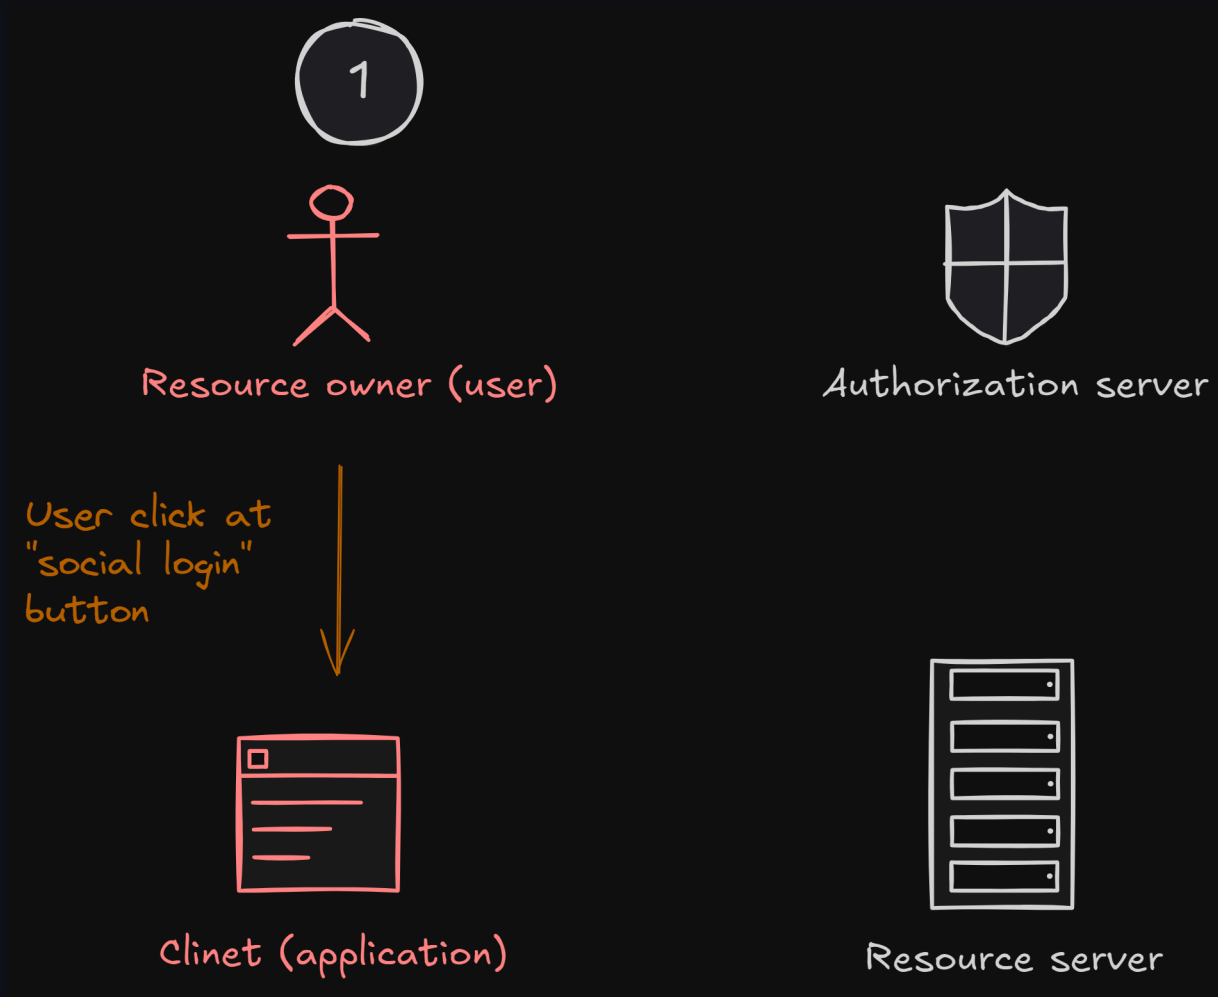 1
Resource owner (user)
Authorization server
User click at
"social login"
button
Clinet (application)
Resource server